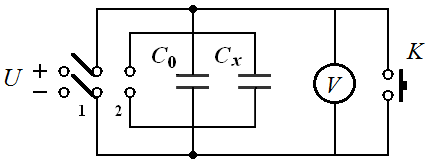 C₀ Cₓ K
U + − V
1 2